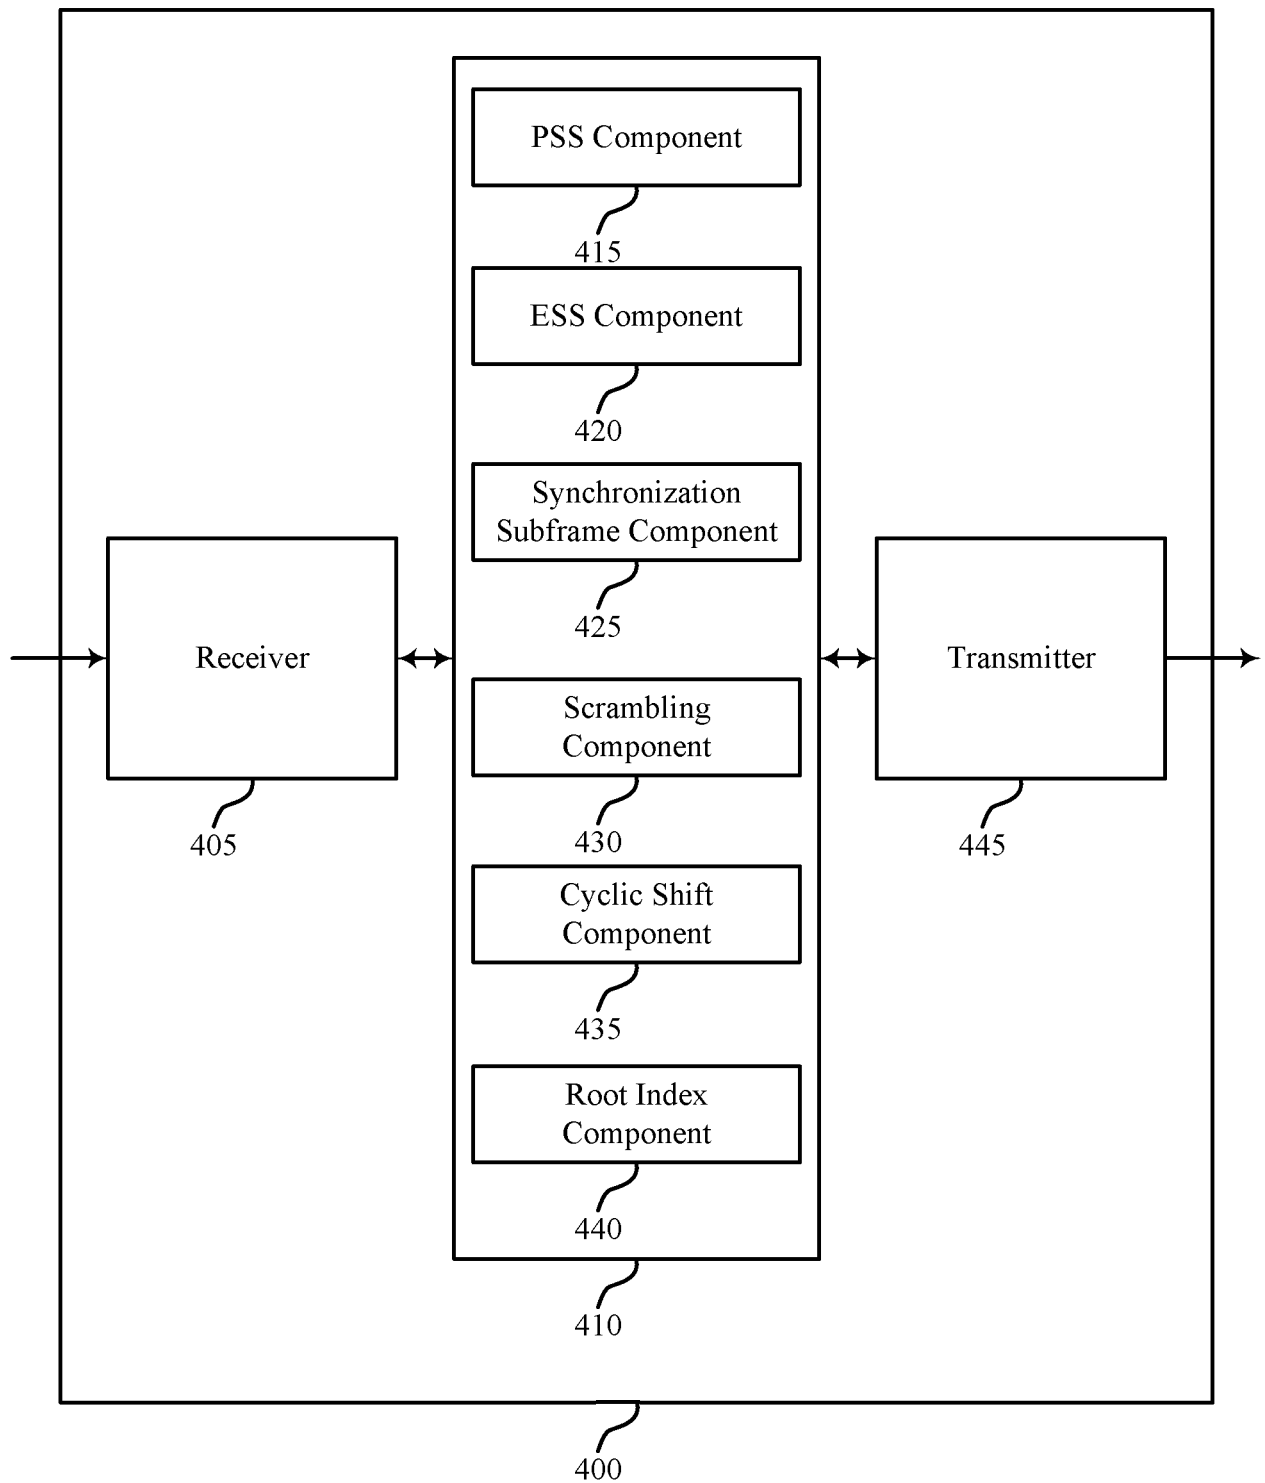 PSS Component
415
ESS Component
420
Synchronization
Subframe Component
425
Receiver
405
Scrambling
Component
430
Cyclic Shift
Component
435
Root Index
Component
440
410
Transmitter
445
400